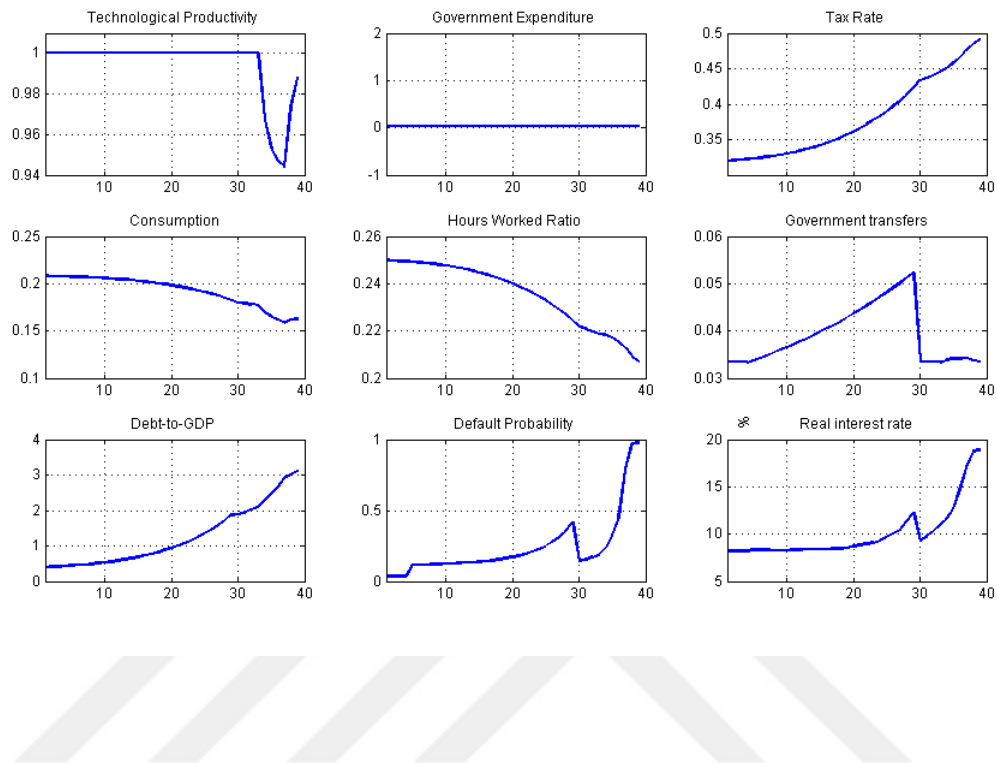 Technological Productivity
Government Expenditure
Tax Rate
1
0.98
0.96
0.94
10 20 30 40
2
1
0
-1
10 20 30 40
0.5
0.45
0.4
0.35
10 20 30 40
Consumption
Hours Worked Ratio
Government transfers
0.25
0.2
0.15
0.1
10 20 30 40
0.26
0.24
0.22
0.2
10 20 30 40
0.06
0.05
0.04
0.03
10 20 30 40
Debt-to-GDP
Default Probability
% Real interest rate
4
3
2
1
0
10 20 30 40
1
0.5
0
10 20 30 40
20
15
10
5
10 20 30 40